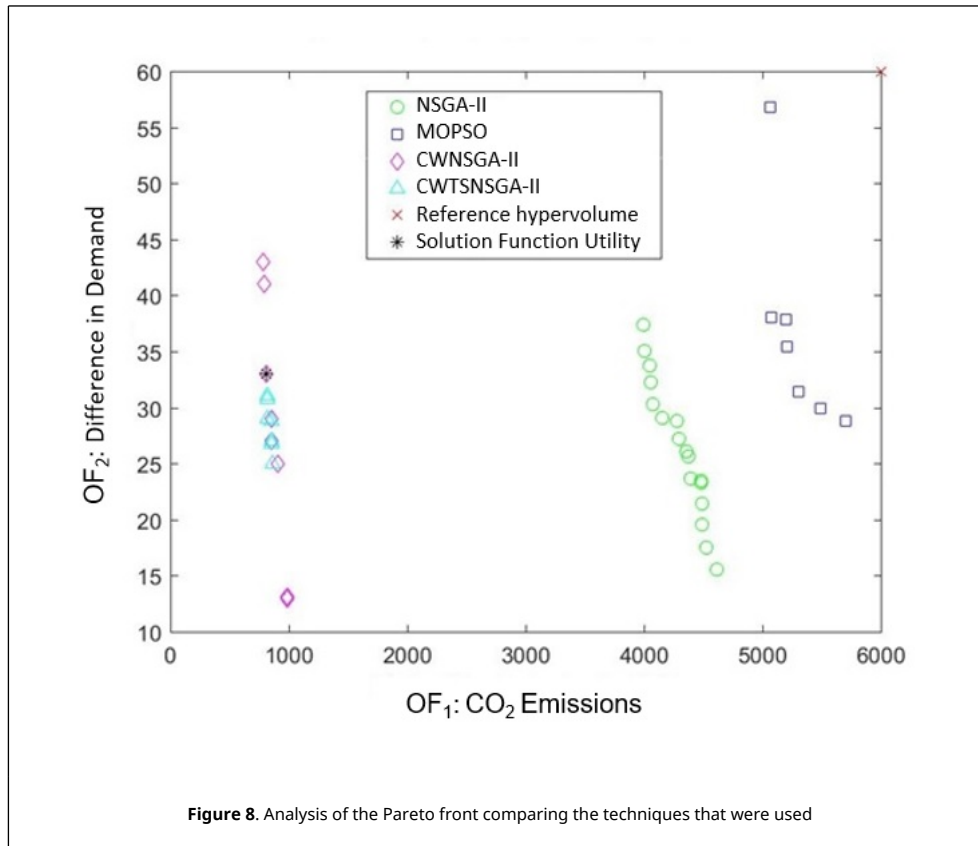 60
55
50
45
40
35
30
25
20
15
10
OF₂: Difference in Demand
NSGA-II
MOPSO
CWNSGA-II
CWTSNSGA-II
Reference hypervolume
Solution Function Utility
0 1000 2000 3000 4000 5000 6000
OF₁: CO₂ Emissions
Figure 8. Analysis of the Pareto front comparing the techniques that were used